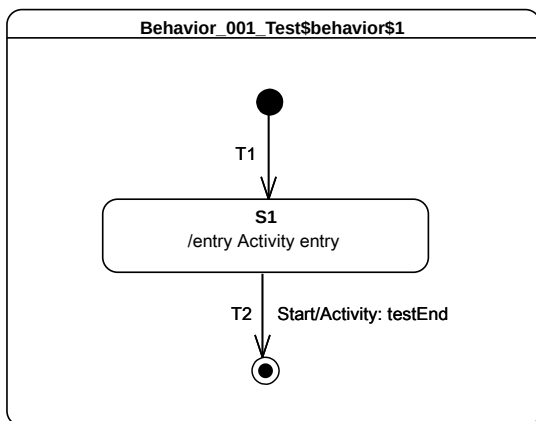 Behavior_001_Test$behavior$1
T1
S1
/entry Activity entry
T2 Start/Activity: testEnd